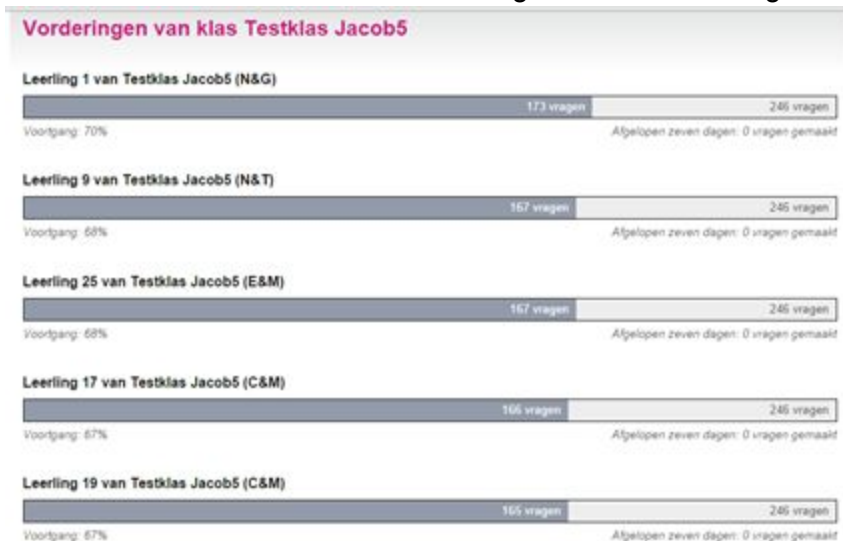 Vorderingen van klas Testklas Jacob5
Leerling 1 van Testklas Jacob5 (N&G)
173 vragen 246 vragen
Voortgang: 70% Afgelopen zeven dagen: 0 vragen gemaakt
Leerling 9 van Testklas Jacob5 (N&T)
167 vragen 246 vragen
Voortgang: 68% Afgelopen zeven dagen: 0 vragen gemaakt
Leerling 25 van Testklas Jacob5 (E&M)
167 vragen 246 vragen
Voortgang: 68% Afgelopen zeven dagen: 0 vragen gemaakt
Leerling 17 van Testklas Jacob5 (C&M)
166 vragen 246 vragen
Voortgang: 67% Afgelopen zeven dagen: 0 vragen gemaakt
Leerling 19 van Testklas Jacob5 (C&M)
165 vragen 246 vragen
Voortgang: 67% Afgelopen zeven dagen: 0 vragen gemaakt